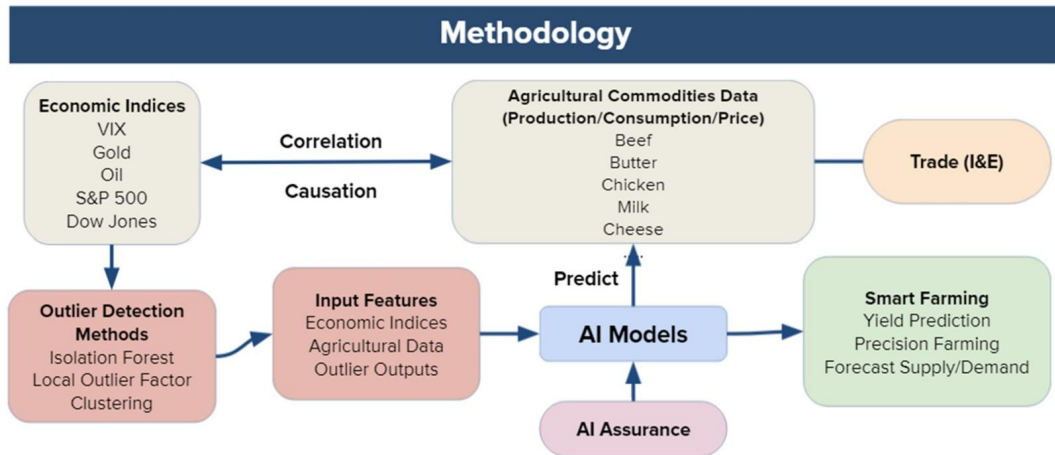 Methodology
Economic Indices
VIX
Gold
Oil
S&P 500
Dow Jones
Correlation
Causation
Agricultural Commodities Data
(Production/Consumption/Price)
Beef
Butter
Chicken
Milk
Cheese
...
Trade (I&E)
Outlier Detection
Methods
Isolation Forest
Local Outlier Factor
Clustering
Input Features
Economic Indices
Agricultural Data
Outlier Outputs
Predict
AI Models
AI Assurance
Smart Farming
Yield Prediction
Precision Farming
Forecast Supply/Demand